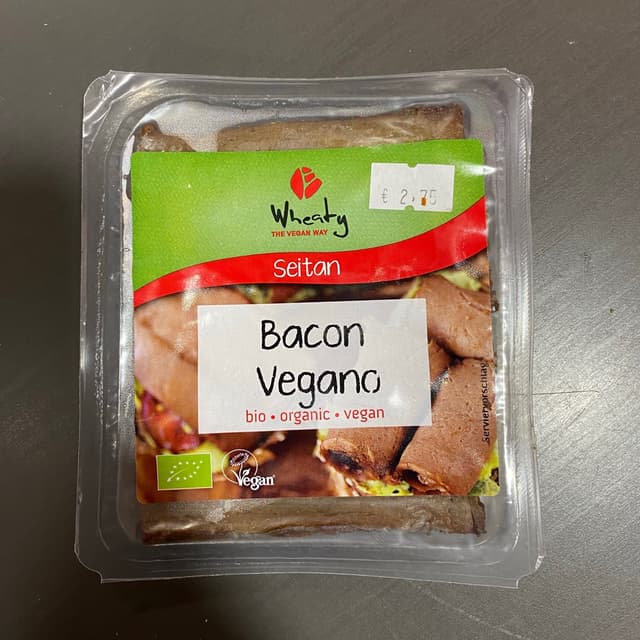 € 2,75
Wheaty
THE VEGAN WAY
Seitan
Bacon
Vegano
bio • organic • vegan
Serviervorschlag
Vegan